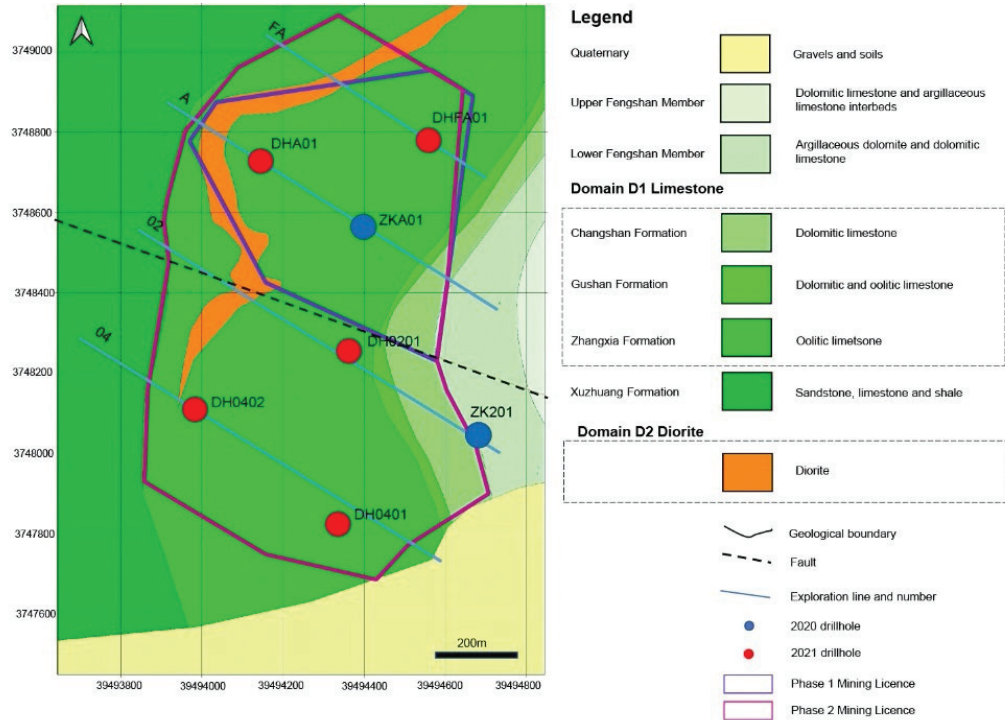 3749000
3748800
3748600
3748400
3748200
3748000
3747800
3747600
FA
A
02
04
DHFA01
DHA01
ZKA01
DH0201
DH0402
ZK201
DH0401
200m
39493800 39494000 39494200 39494400 39494600 39494800
Legend
Quaternary Gravels and soils
Upper Fengshan Member Dolomitic limestone and argillaceous
limestone interbeds
Lower Fengshan Member Argillaceous dolomite and dolomitic
limestone
Domain D1 Limestone
Changshan Formation Dolomitic limestone
Gushan Formation Dolomitic and oolitic limestone
Zhangxia Formation Oolitic limetsone
Xuzhuang Formation Sandstone, limestone and shale
Domain D2 Diorite
Diorite
Geological boundary
Fault
Exploration line and number
2020 drillhole
2021 drillhole
Phase 1 Mining Licence
Phase 2 Mining Licence